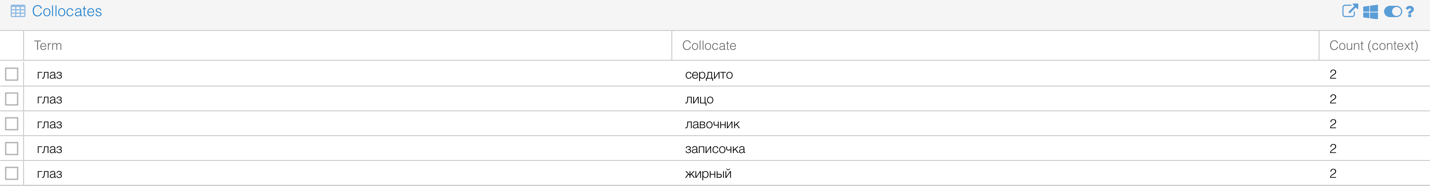 Collocates ?
Term Collocate Count (context)
глаз сердито 2
глаз лицо 2
глаз лавочник 2
глаз записочка 2
глаз жирный 2